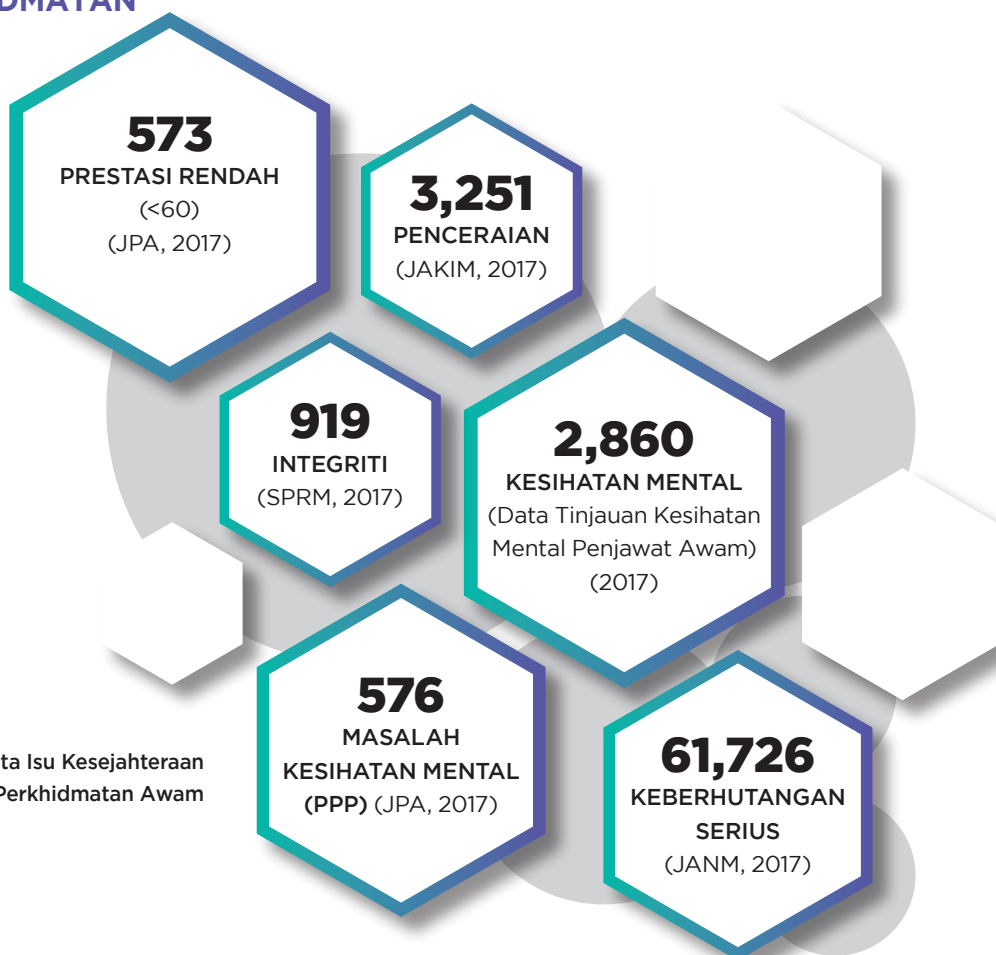 573
PRESTASI RENDAH
(<60)
(JPA, 2017)
3,251
PENCERAIAN
(JAKIM, 2017)
919
INTEGRITI
(SPRM, 2017)
2,860
KESIHATAN MENTAL
(Data Tinjauan Kesihatan
Mental Penjawat Awam)
(2017)
576
MASALAH
KESIHATAN MENTAL
(PPP) (JPA, 2017)
61,726
KEBERHUTANGAN
SERIUS
(JANM, 2017)
Isu Kesejahteraan
Perkhidmatan Awam